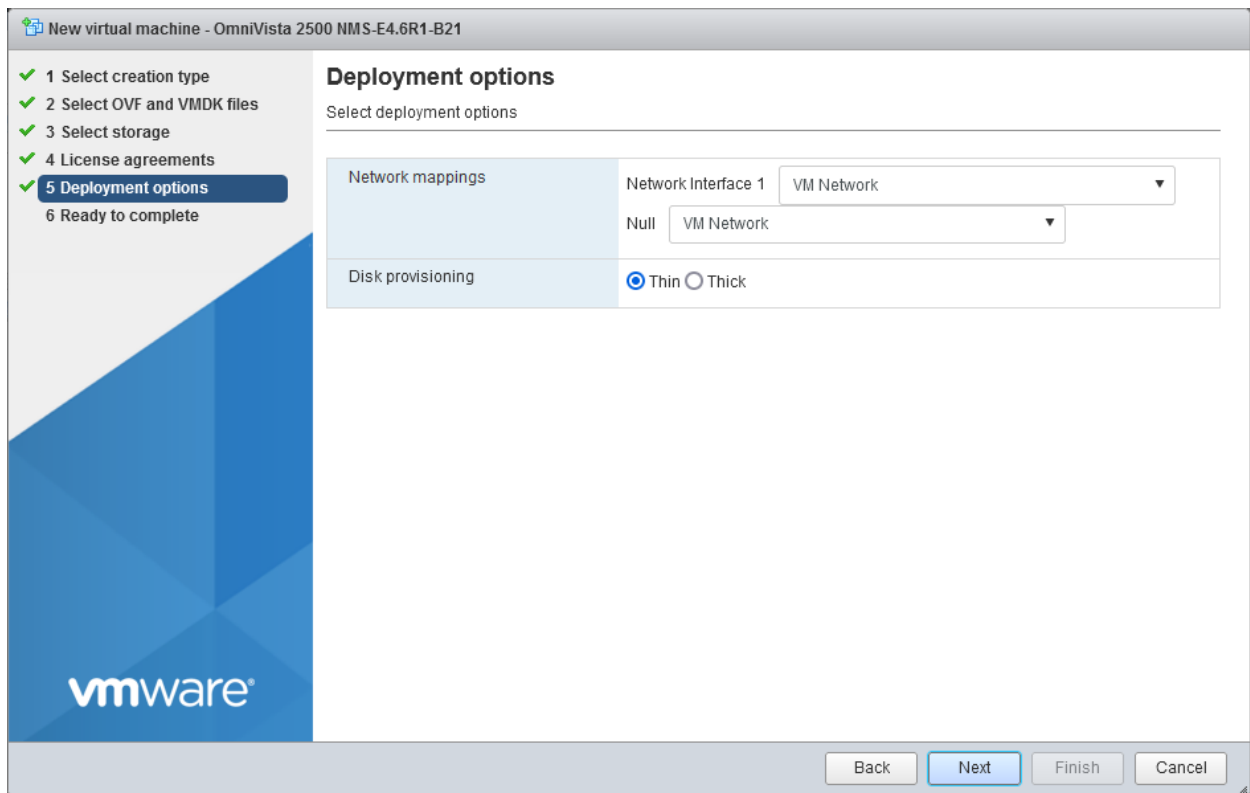 New virtual machine - OmniVista 2500 NMS-E4.6R1-B21
1 Select creation type
2 Select OVF and VMDK files
3 Select storage
4 License agreements
5 Deployment options
6 Ready to complete
Deployment options
Select deployment options
Network mappings
Network Interface 1 VM Network
Null VM Network
Disk provisioning
Thin Thick
vmware®
Back Next Finish Cancel